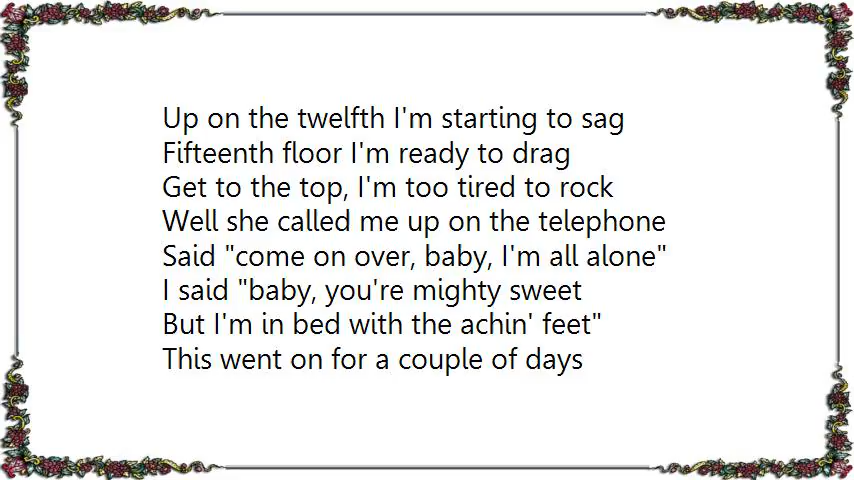 Up on the twelfth I'm starting to sag
Fifteenth floor I'm ready to drag
Get to the top, I'm too tired to rock
Well she called me up on the telephone
Said "come on over, baby, I'm all alone"
I said "baby, you're mighty sweet
But I'm in bed with the achin' feet"
This went on for a couple of days